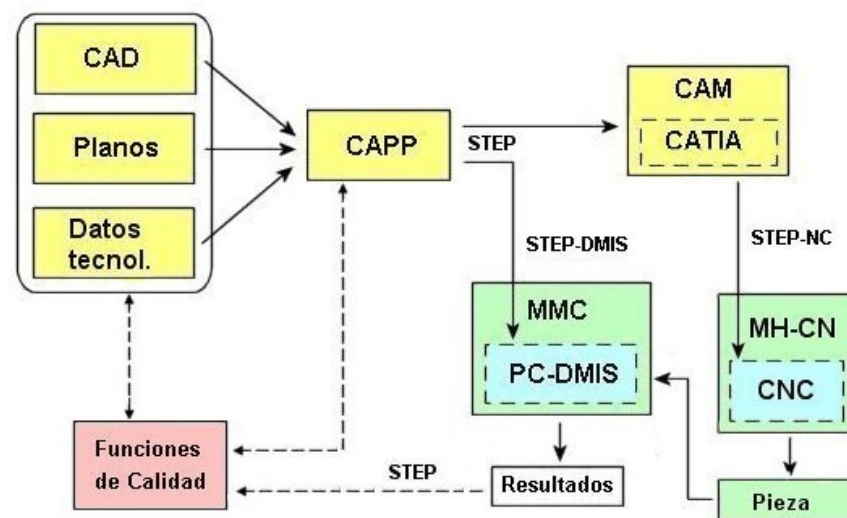 CAD
Planos
Datos
tecnol.
CAPP
STEP
CAM
CATIA
STEP-DMIS
STEP-NC
MMC
PC-DMIS
MH-CN
CNC
Funciones
de Calidad
STEP
Resultados
Pieza